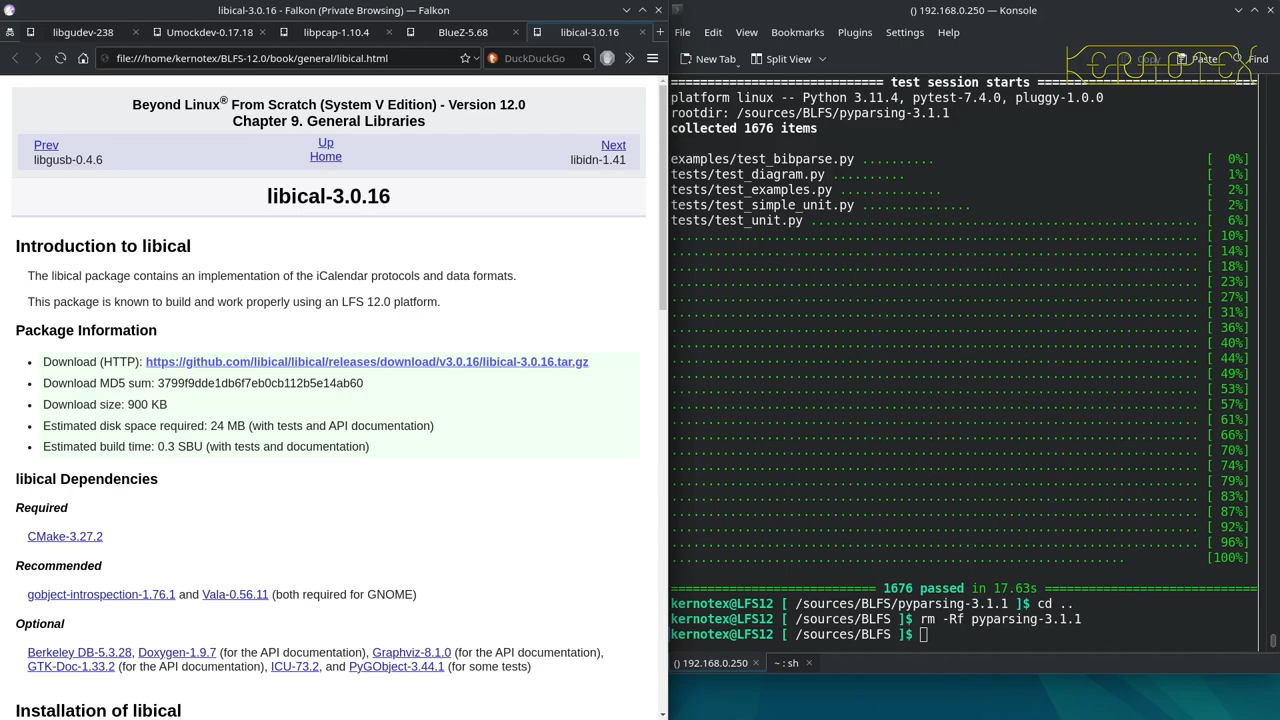 libical-3.0.16 - Falkon (Private Browsing) — Falkon
libgudev-238
Umockdev-0.17.18
libpcap-1.10.4
BlueZ-5.68
libical-3.0.16
file:///home/kernotex/BLFS-12.0/book/general/libical.html
DuckDuckGo
Beyond Linux® From Scratch (System V Edition) - Version 12.0
Chapter 9. General Libraries
Prev Up Next
libgusb-0.4.6 Home libidn-1.41
libical-3.0.16
Introduction to libical
The libical package contains an implementation of the iCalendar protocols and data formats.
This package is known to build and work properly using an LFS 12.0 platform.
Package Information
• Download (HTTP): https://github.com/libical/libical/releases/download/v3.0.16/libical-3.0.16.tar.gz
• Download MD5 sum: 3799f9dde1db6f7eb0cb112b5e14ab60
• Download size: 900 KB
• Estimated disk space required: 24 MB (with tests and API documentation)
• Estimated build time: 0.3 SBU (with tests and documentation)
libical Dependencies
Required
CMake-3.27.2
Recommended
gobject-introspection-1.76.1 and Vala-0.56.11 (both required for GNOME)
Optional
Berkeley DB-5.3.28, Doxygen-1.9.7 (for the API documentation), Graphviz-8.1.0 (for the API documentation),
GTK-Doc-1.33.2 (for the API documentation), ICU-73.2, and PyGObject-3.44.1 (for some tests)
Installation of libical
() 192.168.0.250 — Konsole
File Edit View Bookmarks Plugins Settings Help
New Tab Split View Copy Paste Find
Kernotex
============================= test session starts =============================
platform linux -- Python 3.11.4, pytest-7.4.0, pluggy-1.0.0
rootdir: /sources/BLFS/pyparsing-3.1.1
collected 1676 items
examples/test_bibparse.py .......... [  0%]
tests/test_diagram.py .......... [  1%]
tests/test_examples.py .............. [  2%]
tests/test_simple_unit.py ............... [  2%]
tests/test_unit.py ..................................................... [  6%]
........................................................................ [ 10%]
........................................................................ [ 14%]
........................................................................ [ 18%]
........................................................................ [ 23%]
........................................................................ [ 27%]
........................................................................ [ 31%]
........................................................................ [ 36%]
........................................................................ [ 40%]
........................................................................ [ 44%]
........................................................................ [ 49%]
........................................................................ [ 53%]
........................................................................ [ 57%]
........................................................................ [ 61%]
........................................................................ [ 66%]
........................................................................ [ 70%]
........................................................................ [ 74%]
........................................................................ [ 79%]
........................................................................ [ 83%]
........................................................................ [ 87%]
........................................................................ [ 92%]
........................................................................ [ 96%]
.............................................................. [100%]
============================ 1676 passed in 17.63s =============================
kernotex@LFS12 [ /sources/BLFS/pyparsing-3.1.1 ]$ cd ..
kernotex@LFS12 [ /sources/BLFS ]$ rm -Rf pyparsing-3.1.1
kernotex@LFS12 [ /sources/BLFS ]$
() 192.168.0.250
~ : sh